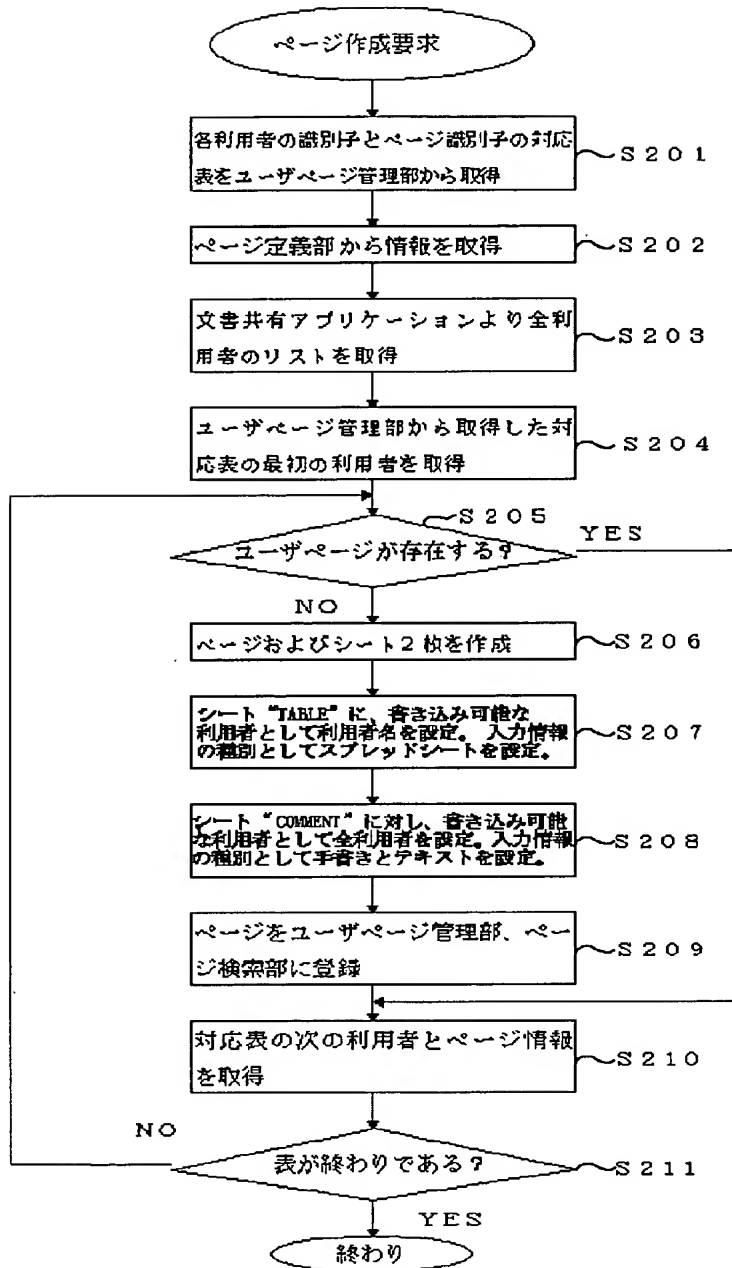 ページ作成要求
各利用者の識別子とページ識別子の対応
表をユーザページ管理部から取得
S201
ページ定義部から情報を取得
S202
文書共有アプリケーションより全利
用者のリストを取得
S203
ユーザページ管理部から取得した対
応表の最初の利用者を取得
S204
S205
ユーザページが存在する?
YES
NO
ページおよびシート2枚を作成
S206
シート“TABLE”に、書き込み可能な
利用者として利用者名を設定。入力情報
の種別としてスプレッドシートを設定。
S207
シート“COMMENT”に対し、書き込み可能
な利用者として全利用者を設定。入力情報
の種別として手書きとテキストを設定。
S208
ページをユーザページ管理部、ペー
ジ検索部に登録
S209
対応表の次の利用者とページ情報
を取得
S210
NO
表が終わりである?
S211
YES
終わり